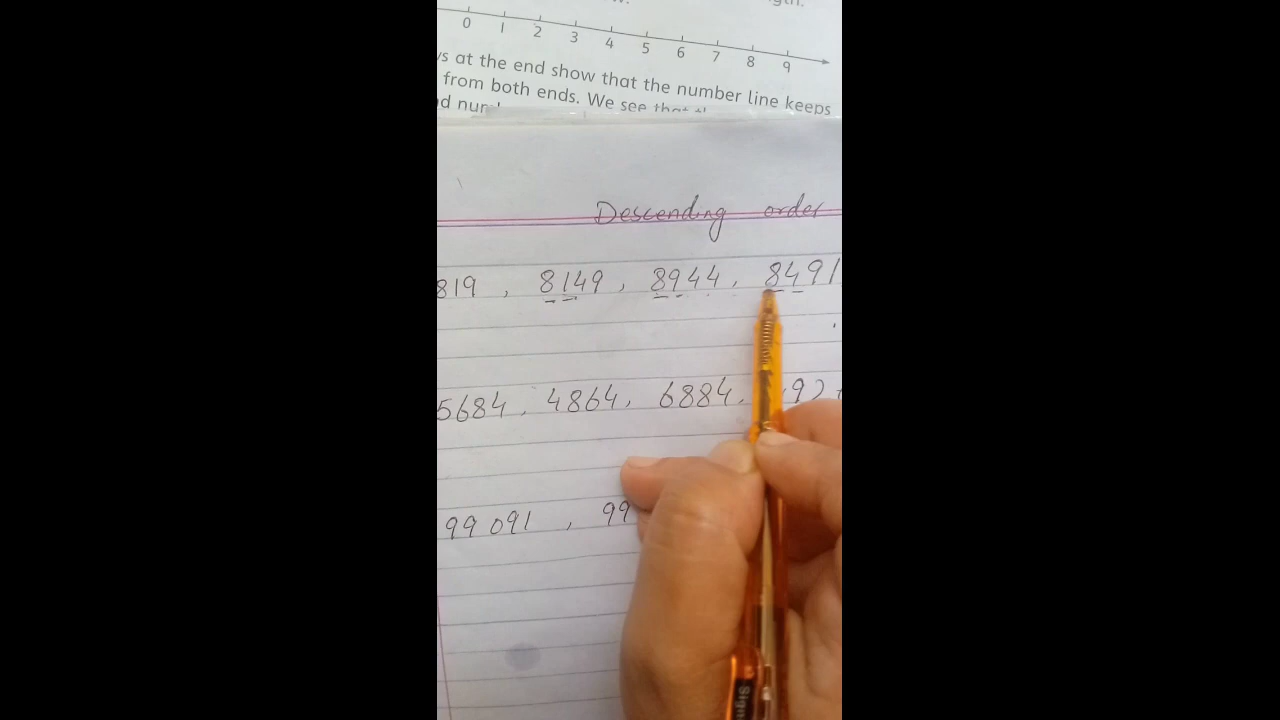 0 1 2 3 4 5 6 7 8 9
at the end show that the number line keeps
from both ends. We see that
Descending order
819 , 8149 , 8944 , 8491
5684 , 4864 , 6884 ,
99 091 , 99